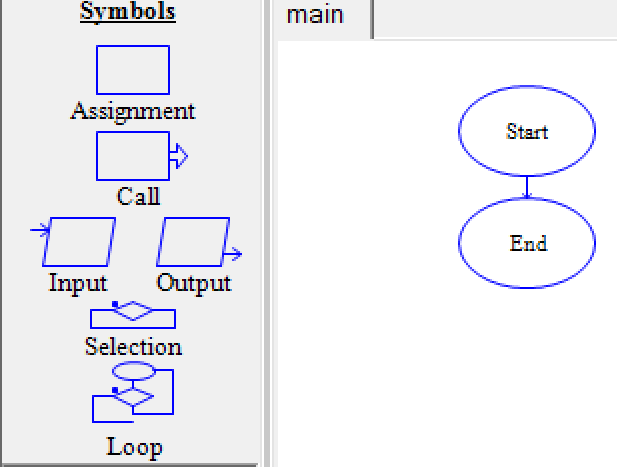 Symbols
Assignment
Call
Input Output
Selection
Loop
main
Start
End